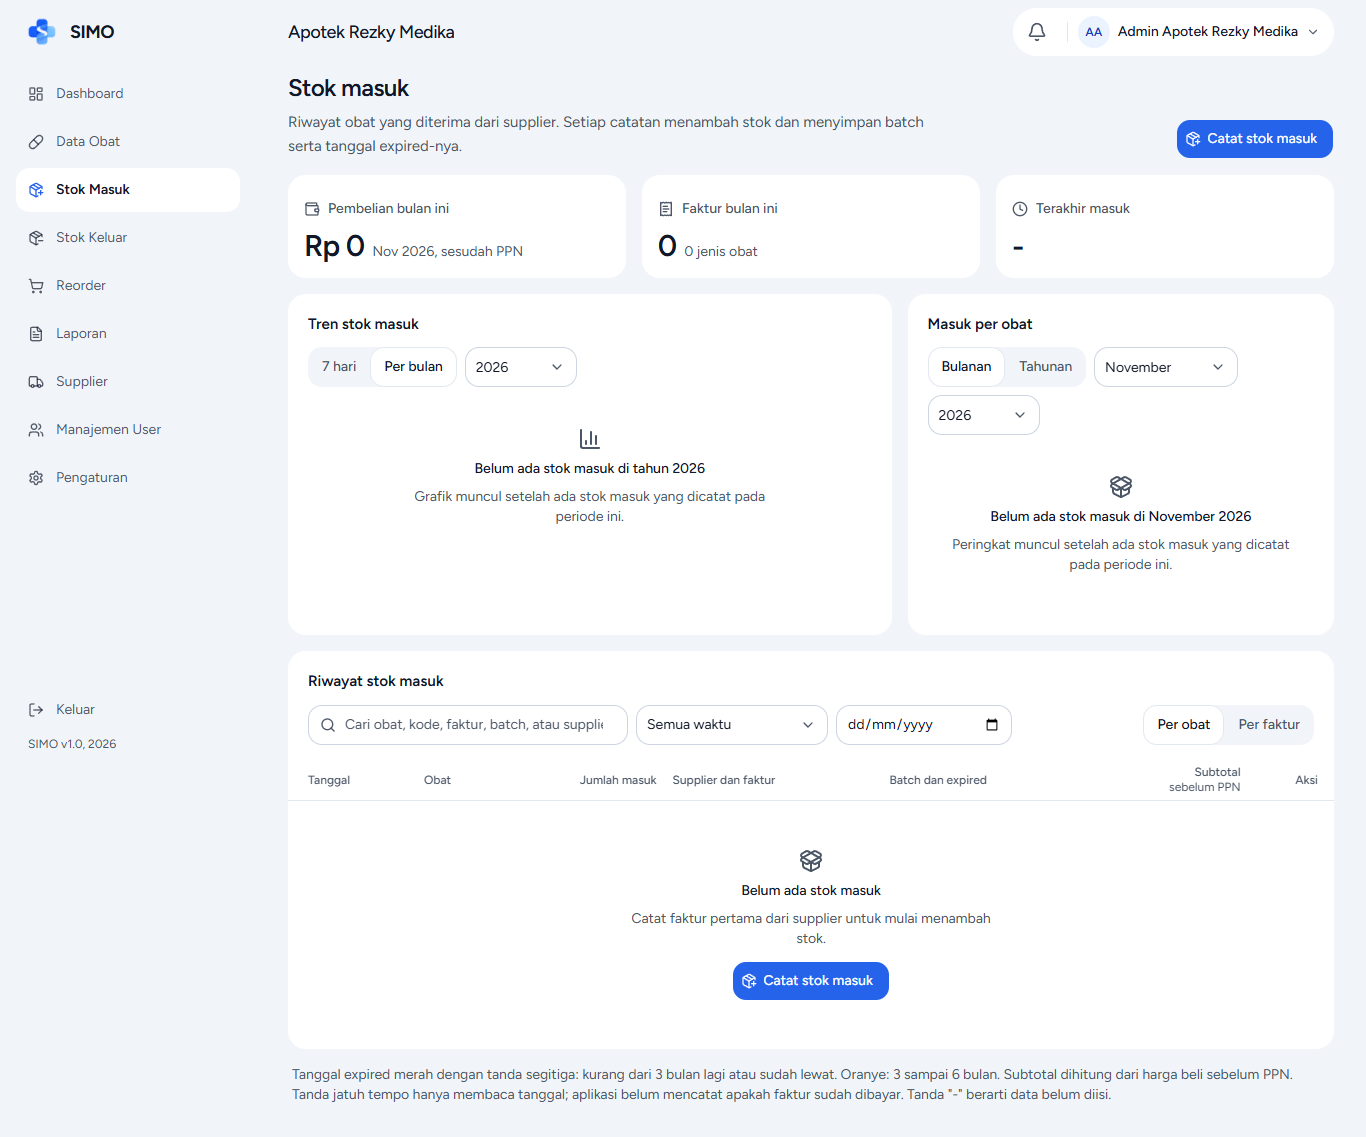 SIMO
Apotek Rezky Medika
AA
Admin Apotek Rezky Medika
Dashboard
Data Obat
Stok Masuk
Stok Keluar
Reorder
Laporan
Supplier
Manajemen User
Pengaturan
Keluar
SIMO v1.0, 2026
Stok masuk
Riwayat obat yang diterima dari supplier. Setiap catatan menambah stok dan menyimpan batch
serta tanggal expired-nya.
Catat stok masuk
Pembelian bulan ini
Rp 0 Nov 2026, sesudah PPN
Faktur bulan ini
0 0 jenis obat
Terakhir masuk
-
Tren stok masuk
7 hari Per bulan 2026
Belum ada stok masuk di tahun 2026
Grafik muncul setelah ada stok masuk yang dicatat pada
periode ini.
Masuk per obat
Bulanan Tahunan November
2026
Belum ada stok masuk di November 2026
Peringkat muncul setelah ada stok masuk yang dicatat
pada periode ini.
Riwayat stok masuk
Cari obat, kode, faktur, batch, atau supplie Semua waktu dd/mm/yyyy Per obat Per faktur
Tanggal Obat Jumlah masuk Supplier dan faktur Batch dan expired Subtotal
sebelum PPN Aksi
Belum ada stok masuk
Catat faktur pertama dari supplier untuk mulai menambah
stok.
Catat stok masuk
Tanggal expired merah dengan tanda segitiga: kurang dari 3 bulan lagi atau sudah lewat. Oranye: 3 sampai 6 bulan. Subtotal dihitung dari harga beli sebelum PPN.
Tanda jatuh tempo hanya membaca tanggal; aplikasi belum mencatat apakah faktur sudah dibayar. Tanda "-" berarti data belum diisi.